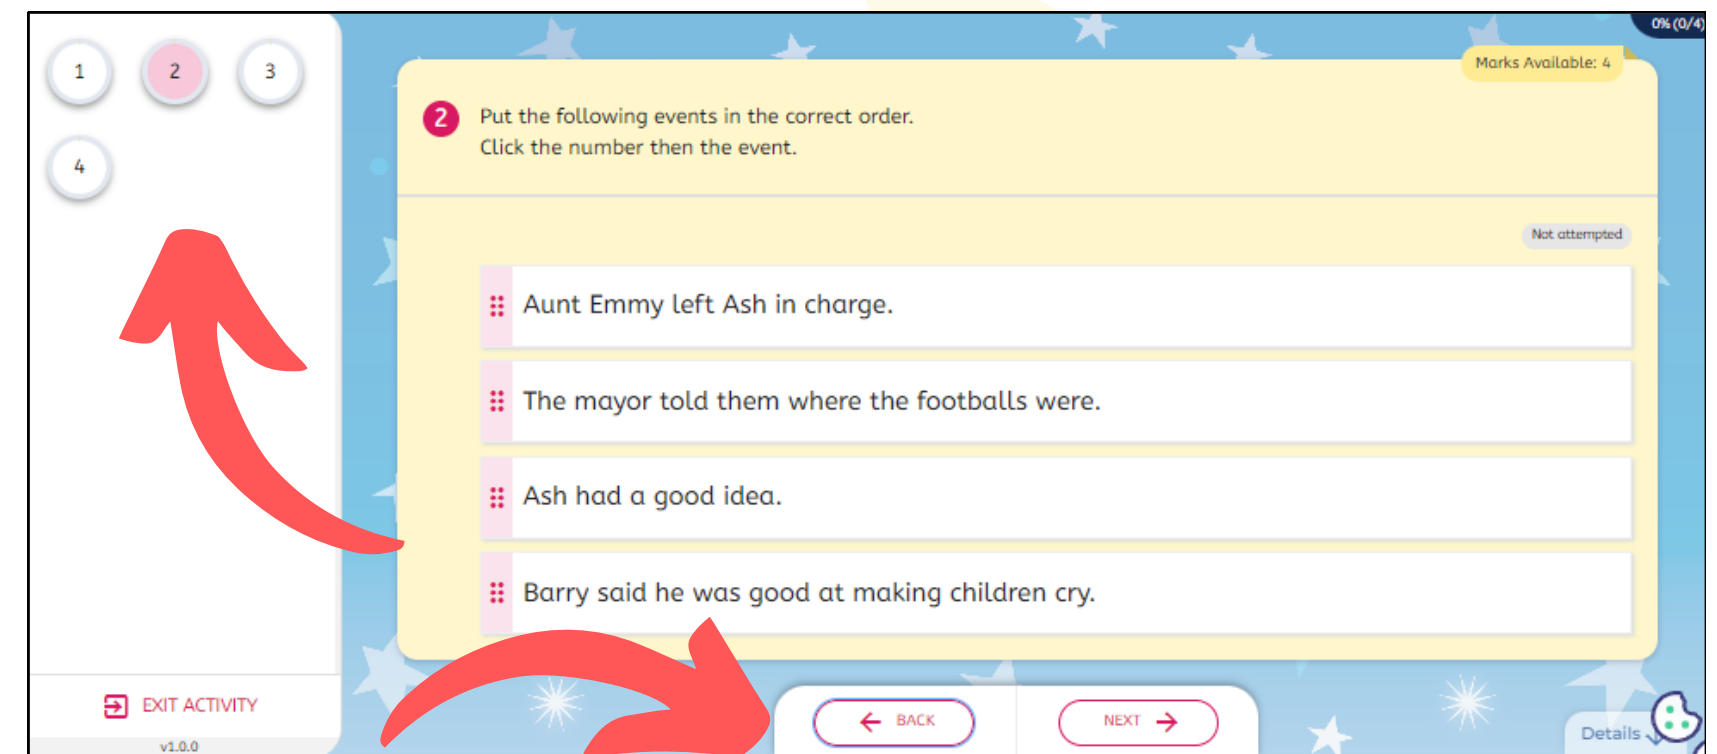 1
2
3
4
EXIT ACTIVITY
v1.0.0
0% (0/4)
Marks Available: 4
2
Put the following events in the correct order.
Click the number then the event.
Not attempted
Aunt Emmy left Ash in charge.
The mayor told them where the footballs were.
Ash had a good idea.
Barry said he was good at making children cry.
BACK
NEXT
Details